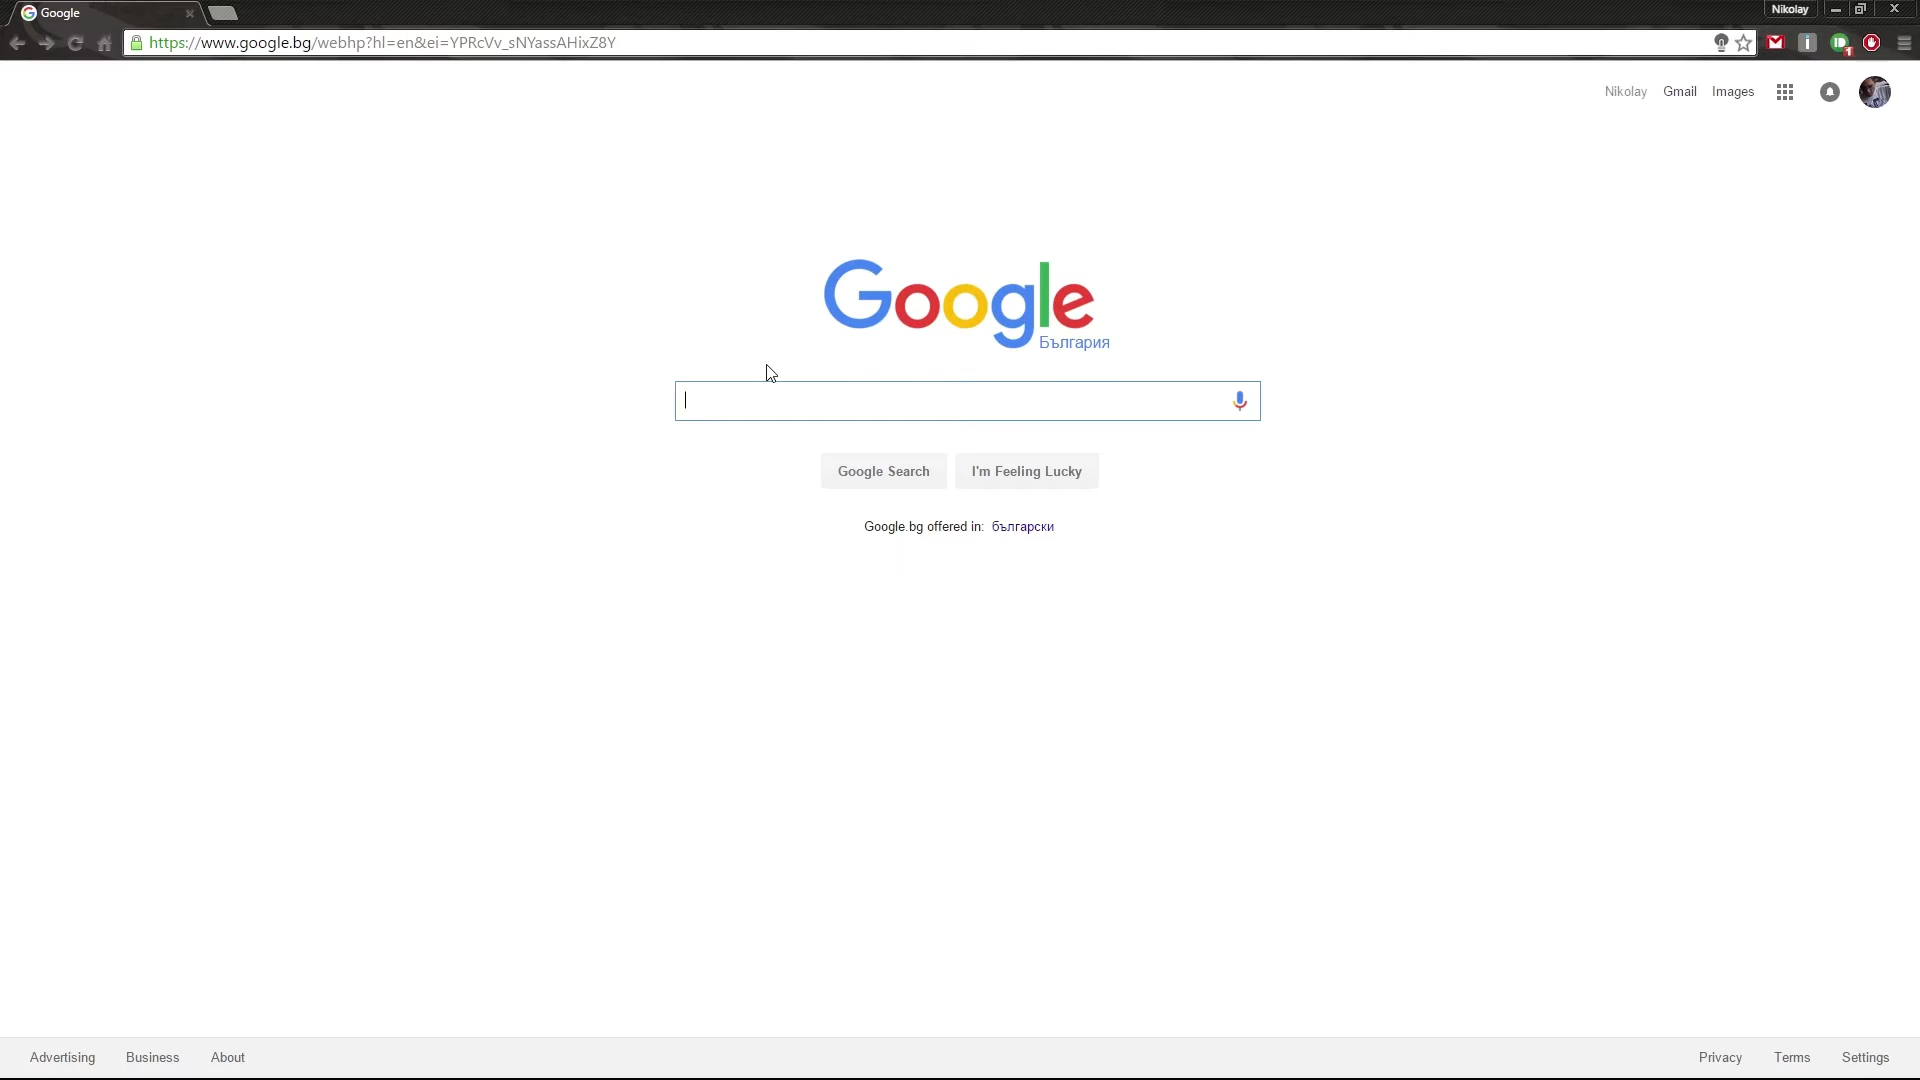 Google
Nikolay
https://www.google.bg/webhp?hl=en&ei=YPRcVv_sNYassAHixZ8Y
1
Nikolay Gmail Images
Google
България
Google Search I'm Feeling Lucky
Google.bg offered in: български
Advertising Business About Privacy Terms Settings